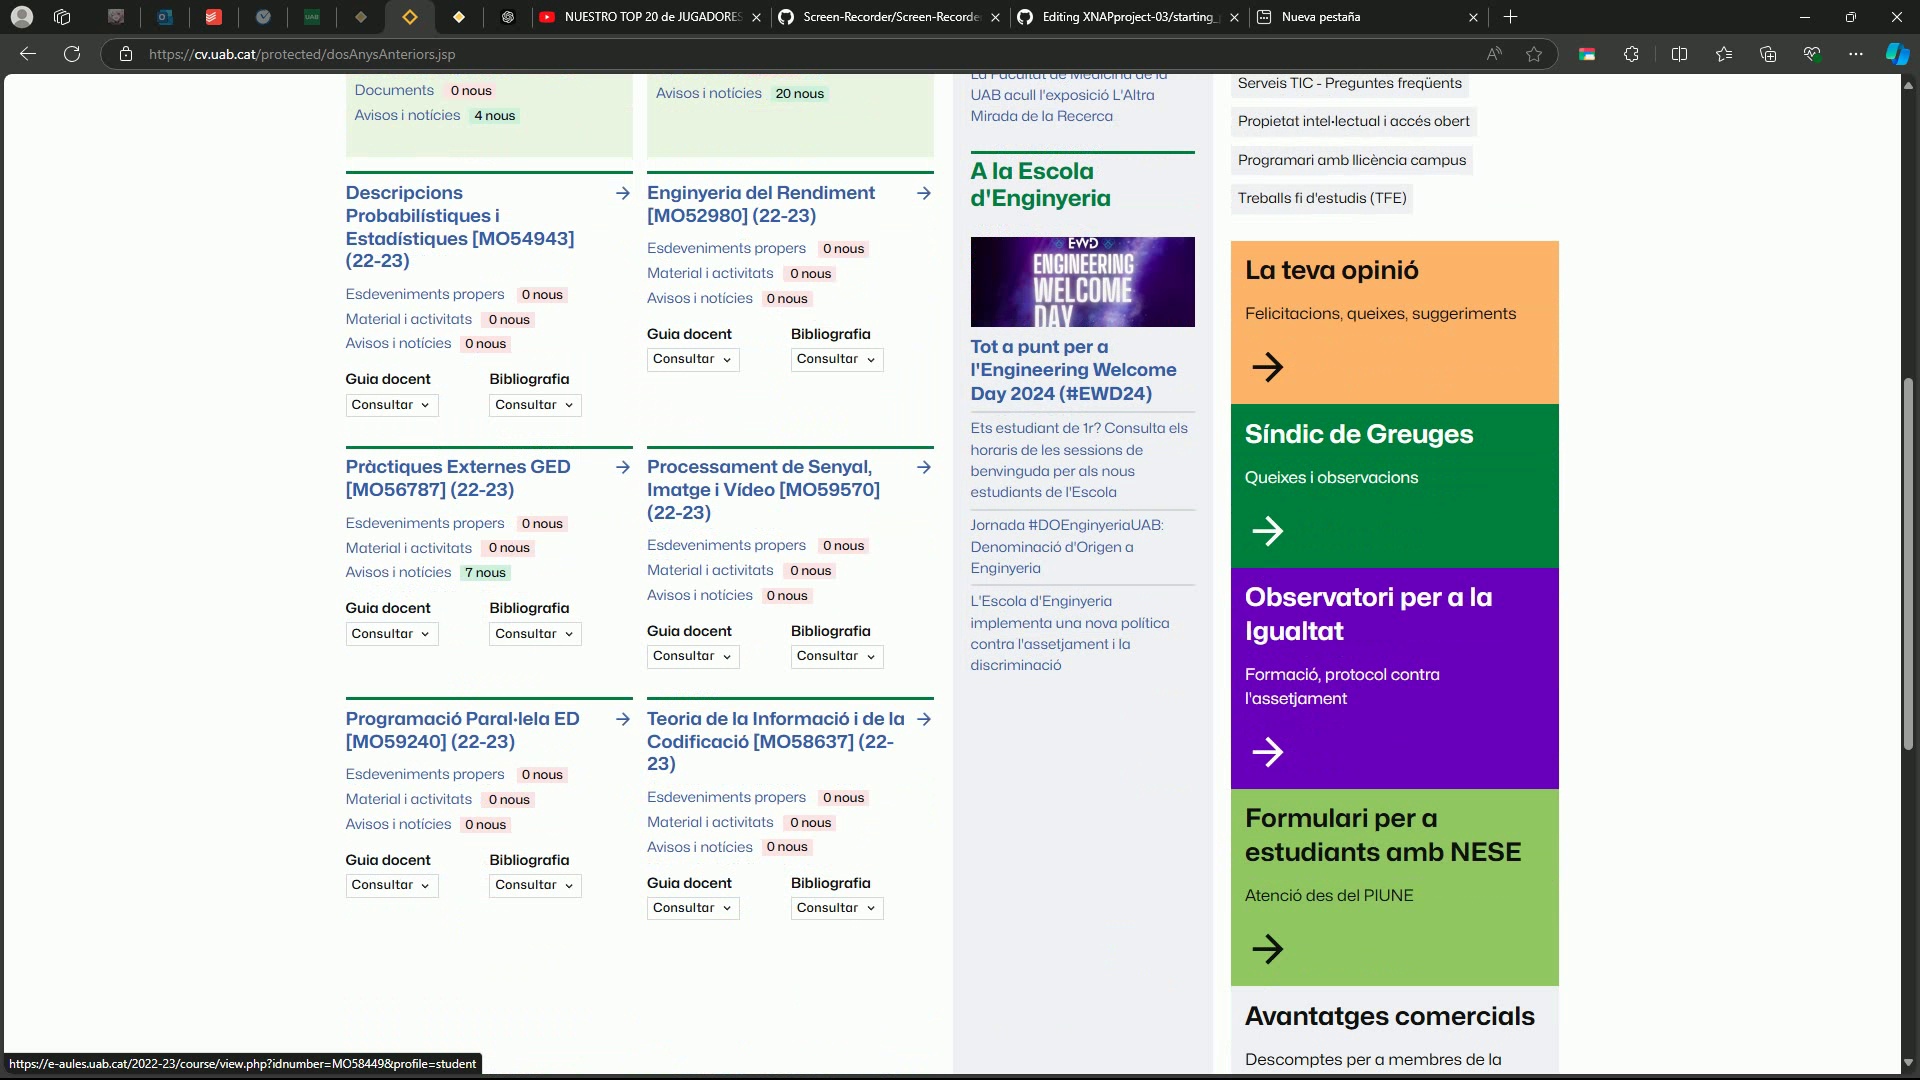 NUESTRO TOP 20 de JUGADORES
Screen-Recorder/Screen-Recorde
Editing XNAPproject-03/starting_
Nueva pestaña
https://cv.uab.cat/protected/dosAnysAnteriors.jsp
Documents 0 nous
Avisos i notícies 4 nous
Avisos i notícies 20 nous
Descripcions
Probabilístiques i
Estadístiques [MO54943]
(22-23)
Esdeveniments propers 0 nous
Material i activitats 0 nous
Avisos i notícies 0 nous
Guia docent Bibliografia
Consultar Consultar
Enginyeria del Rendiment
[MO52980] (22-23)
Esdeveniments propers 0 nous
Material i activitats 0 nous
Avisos i notícies 0 nous
Guia docent Bibliografia
Consultar Consultar
Pràctiques Externes GED
[MO56787] (22-23)
Esdeveniments propers 0 nous
Material i activitats 0 nous
Avisos i notícies 7 nous
Guia docent Bibliografia
Consultar Consultar
Processament de Senyal,
Imatge i Vídeo [MO59570]
(22-23)
Esdeveniments propers 0 nous
Material i activitats 0 nous
Avisos i notícies 0 nous
Guia docent Bibliografia
Consultar Consultar
Programació Paral·lela ED
[MO59240] (22-23)
Esdeveniments propers 0 nous
Material i activitats 0 nous
Avisos i notícies 0 nous
Guia docent Bibliografia
Consultar Consultar
Teoria de la Informació i de la
Codificació [MO58637] (22-
23)
Esdeveniments propers 0 nous
Material i activitats 0 nous
Avisos i notícies 0 nous
Guia docent Bibliografia
Consultar Consultar
La Facultat de Medicina de la
UAB acull l'exposició L'Altra
Mirada de la Recerca
A la Escola
d'Enginyeria
EWD
ENGINEERING
WELCOME
DAY
Tot a punt per a
l'Engineering Welcome
Day 2024 (#EWD24)
Ets estudiant de 1r? Consulta els
horaris de les sessions de
benvinguda per als nous
estudiants de l'Escola
Jornada #DOEnginyeriaUAB:
Denominació d'Origen a
Enginyeria
L'Escola d'Enginyeria
implementa una nova política
contra l'assetjament i la
discriminació
Serveis TIC - Preguntes freqüents
Propietat intel·lectual i accés obert
Programari amb llicència campus
Treballs fi d'estudis (TFE)
La teva opinió
Felicitacions, queixes, suggeriments
Síndic de Greuges
Queixes i observacions
Observatori per a la
Igualtat
Formació, protocol contra
l'assetjament
Formulari per a
estudiants amb NESE
Atenció des del PIUNE
Avantatges comercials
Descomptes per a membres de la
https://e-aules.uab.cat/2022-23/course/view.php?idnumber=MO58449&profile=student